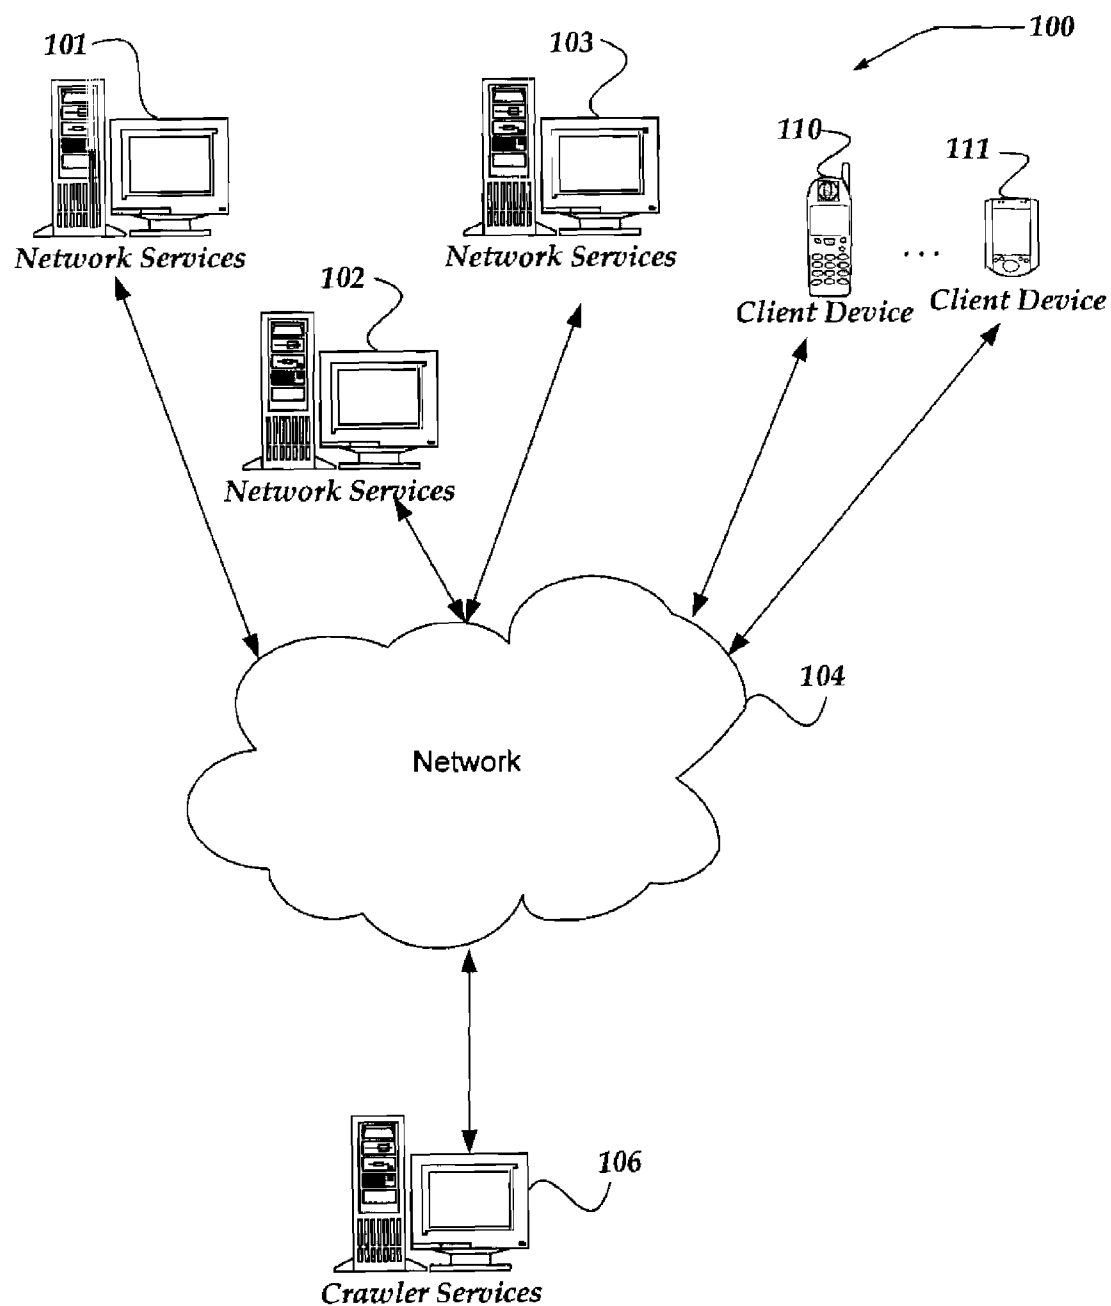 100
101
103
110
111
Network Services
Network Services
...
102
Client Device
Client Device
Network Services
104
Network
106
Crawler Services